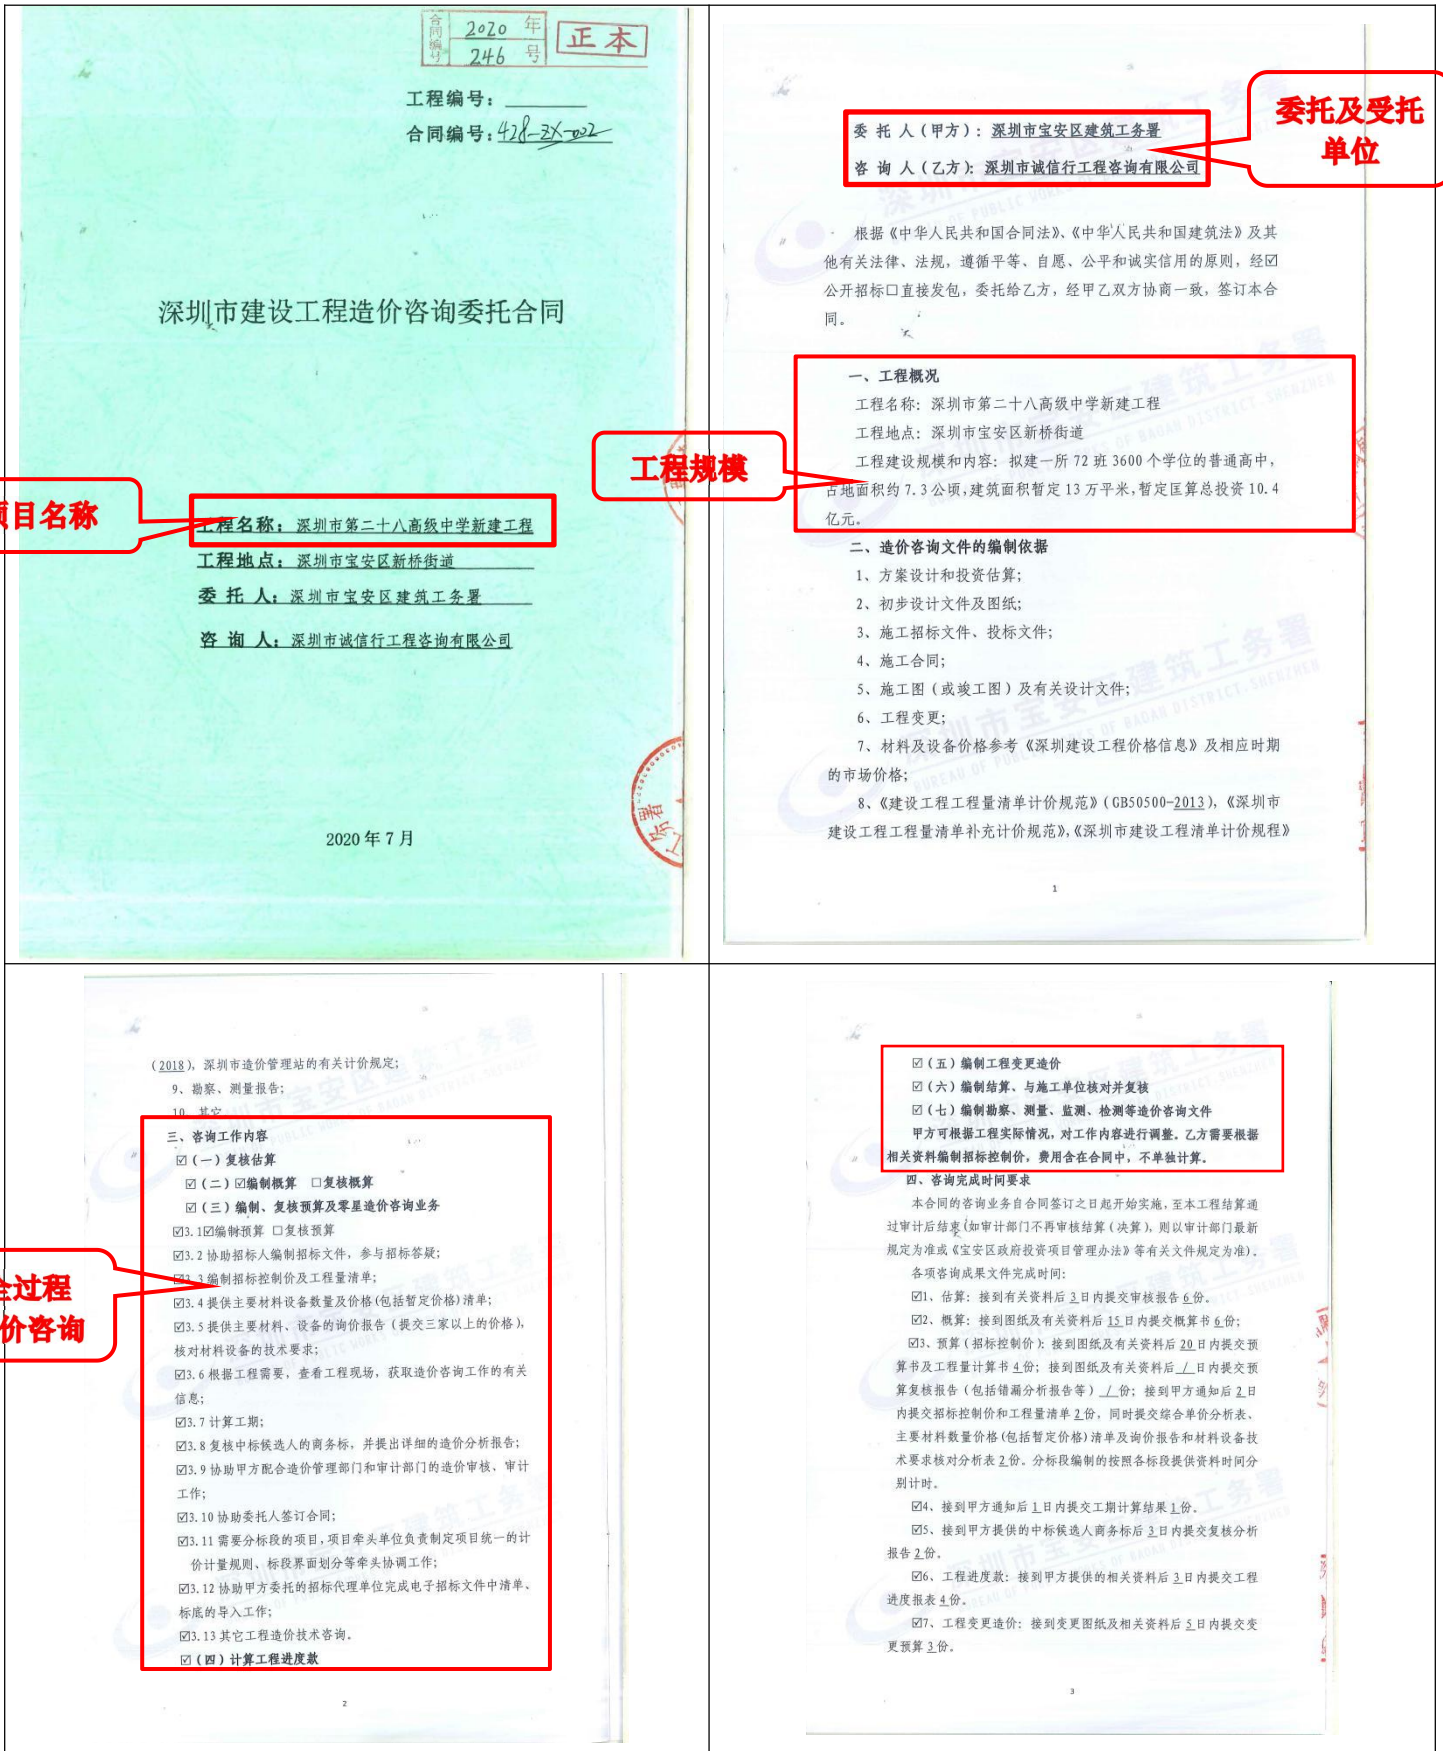 合同编号 2020 年
246 号
正本
工程编号：
合同编号：428-ZX-002
深圳市建设工程造价咨询委托合同
项目名称
工程名称：深圳市第二十八高级中学新建工程
工程地点：深圳市宝安区新桥街道
委 托 人：深圳市宝安区建筑工务署
咨 询 人：深圳市诚信行工程咨询有限公司
2020 年 7 月
委托及受托
单位
委 托 人（甲方）：深圳市宝安区建筑工务署
咨 询 人（乙方）：深圳市诚信行工程咨询有限公司
根据《中华人民共和国合同法》、《中华人民共和国建筑法》及其
他有关法律、法规，遵循平等、自愿、公平和诚实信用的原则，经☑
公开招标☐直接发包，委托给乙方，经甲乙双方协商一致，签订本合
同。
工程规模
一、工程概况
工程名称：深圳市第二十八高级中学新建工程
工程地点：深圳市宝安区新桥街道
工程建设规模和内容：拟建一所 72 班 3600 个学位的普通高中，
占地面积约 7.3 公顷，建筑面积暂定 13 万平米，暂定匡算总投资 10.4
亿元。
二、造价咨询文件的编制依据
1、方案设计和投资估算；
2、初步设计文件及图纸；
3、施工招标文件、投标文件；
4、施工合同；
5、施工图（或竣工图）及有关设计文件；
6、工程变更；
7、材料及设备价格参考《深圳建设工程价格信息》及相应时期
的市场价格；
8、《建设工程工程量清单计价规范》（GB50500-2013），《深圳市
建设工程工程量清单补充计价规范》，《深圳市建设工程清单计价规程》
1
（2018），深圳市造价管理站的有关计价规定；
9、勘察、测量报告；
10、其它
三、咨询工作内容
☑（一）复核估算
☑（二）☑编制概算 ☐复核概算
☑（三）编制、复核预算及零星造价咨询业务
☑3.1☑编制预算 ☐复核预算
☑3.2 协助招标人编制招标文件，参与招标答疑；
☑3.3 编制招标控制价及工程量清单；
☑3.4 提供主要材料设备数量及价格(包括暂定价格)清单；
☑3.5 提供主要材料、设备的询价报告（提交三家以上的价格），
核对材料设备的技术要求；
☑3.6 根据工程需要，查看工程现场，获取造价咨询工作的有关
信息；
☑3.7 计算工期；
☑3.8 复核中标候选人的商务标，并提出详细的造价分析报告；
☑3.9 协助甲方配合造价管理部门和审计部门的造价审核、审计
工作；
☑3.10 协助委托人签订合同；
☑3.11 需要分标段的项目，项目牵头单位负责制定项目统一的计
价计量规则、标段界面划分等牵头协调工作；
☑3.12 协助甲方委托的招标代理单位完成电子招标文件中清单、
标底的导入工作；
☑3.13 其它工程造价技术咨询。
☑（四）计算工程进度款
2
全过程
价咨询
☑（五）编制工程变更造价
☑（六）编制结算、与施工单位核对并复核
☑（七）编制勘察、测量、监测、检测等造价咨询文件
甲方可根据工程实际情况，对工作内容进行调整。乙方需要根据
相关资料编制招标控制价，费用含在合同中，不单独计算。
四、咨询完成时间要求
本合同的咨询业务自合同签订之日起开始实施，至本工程结算通
过审计后结束（如审计部门不再审核结算（决算），则以审计部门最新
规定为准或《宝安区政府投资项目管理办法》等有关文件规定为准）。
各项咨询成果文件完成时间：
☑1、估算：接到有关资料后 3 日内提交审核报告 6 份。
☑2、概算：接到图纸及有关资料后 15 日内提交概算书 6 份；
☑3、预算（招标控制价）：接到图纸及有关资料后 20 日内提交预
算书及工程量计算书 4 份；接到图纸及有关资料后 / 日内提交预
算复核报告（包括错漏分析报告等） / 份；接到甲方通知后 2 日
内提交招标控制价和工程量清单 2 份，同时提交综合单价分析表、
主要材料数量价格(包括暂定价格)清单及询价报告和材料设备技
术要求核对分析表 2 份。分标段编制的按照各标段提供资料时间分
别计时。
☑4、接到甲方通知后 1 日内提交工期计算结果 1 份。
☑5、接到甲方提供的中标候选人商务标后 3 日内提交复核分析
报告 2 份。
☑6、工程进度款：接到甲方提供的相关资料后 3 日内提交工程
进度报表 4 份。
☑7、工程变更造价：接到变更图纸及相关资料后 5 日内提交变
更预算 3 份。
3